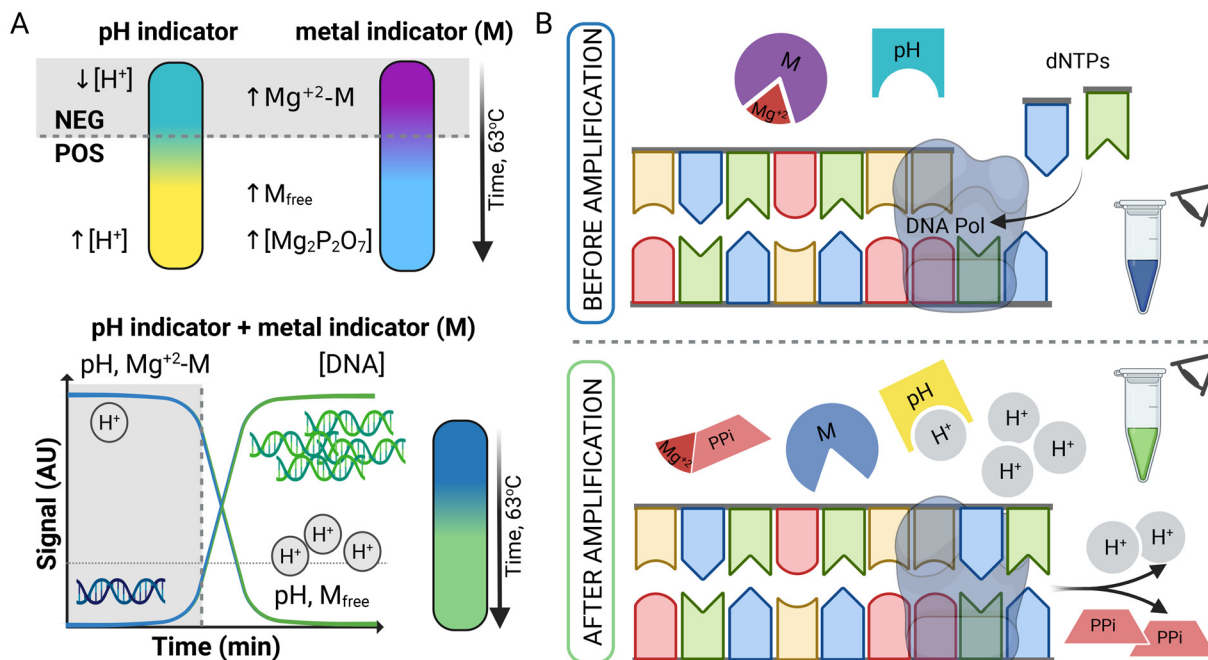 A
pH indicator
metal indicator (M)
↓[H⁺]
↑Mg⁺²-M
NEG
POS
↑M_free
↑[H⁺]
↑[Mg₂P₂O₇]
Time, 63°C
pH indicator + metal indicator (M)
pH, Mg⁺²-M
[DNA]
H⁺
H⁺
H⁺
H⁺
pH, M_free
Signal (AU)
Time (min)
Time, 63°C
B
BEFORE AMPLIFICATION
M
Mg⁺²
pH
dNTPs
DNA Pol
AFTER AMPLIFICATION
Mg⁺²
PPi
M
pH
H⁺
H⁺
H⁺
H⁺
H⁺
H⁺
PPi
PPi